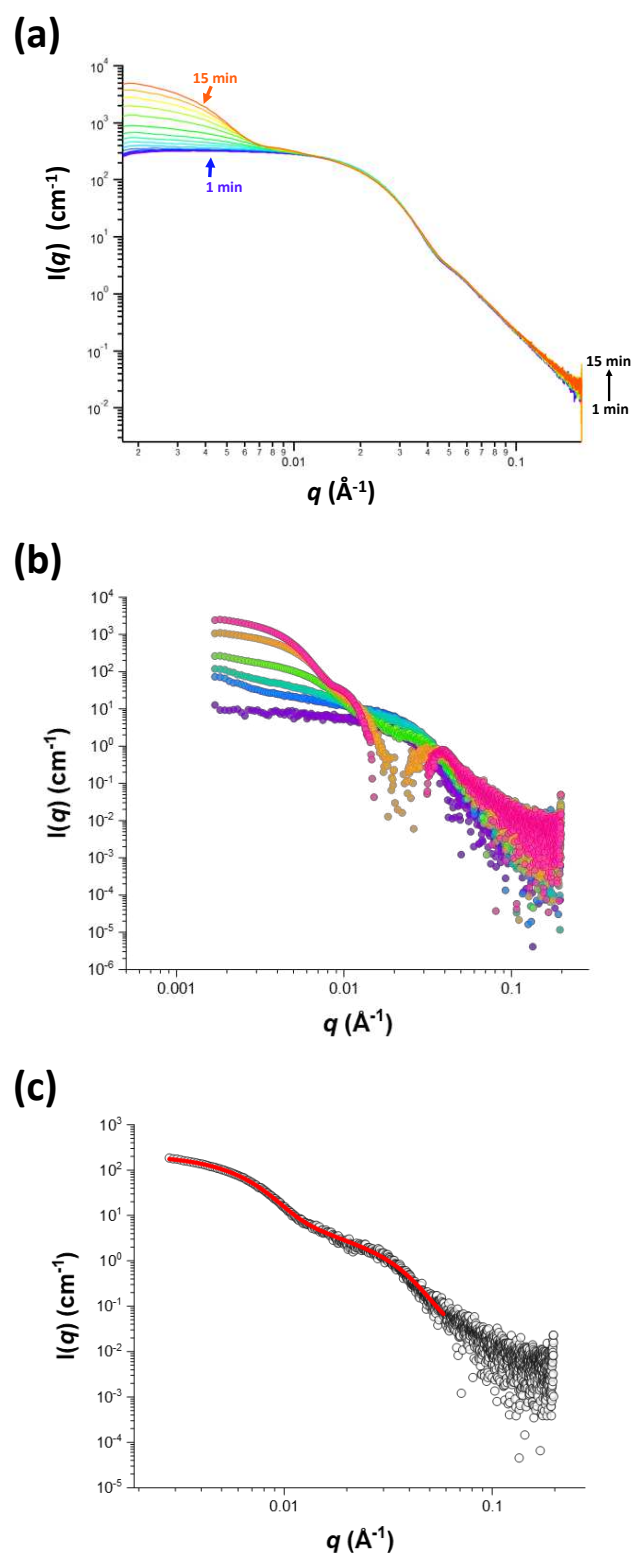 (a)
10⁴
15 min
10³
10²
1 min
10¹
I(q) (cm⁻¹)
10⁰
10⁻¹
15 min
1 min
10⁻²
2 3 4 5 6 7 8 9 0.01 2 3 4 5 6 7 8 9 0.1
q (Å⁻¹)
(b)
10⁴
10³
10²
10¹
10⁰
I(q) (cm⁻¹)
10⁻¹
10⁻²
10⁻³
10⁻⁴
10⁻⁵
10⁻⁶
0.001 0.01 0.1
q (Å⁻¹)
(c)
10³
10²
10¹
10⁰
I(q) (cm⁻¹)
10⁻¹
10⁻²
10⁻³
10⁻⁴
10⁻⁵
0.01 0.1
q (Å⁻¹)